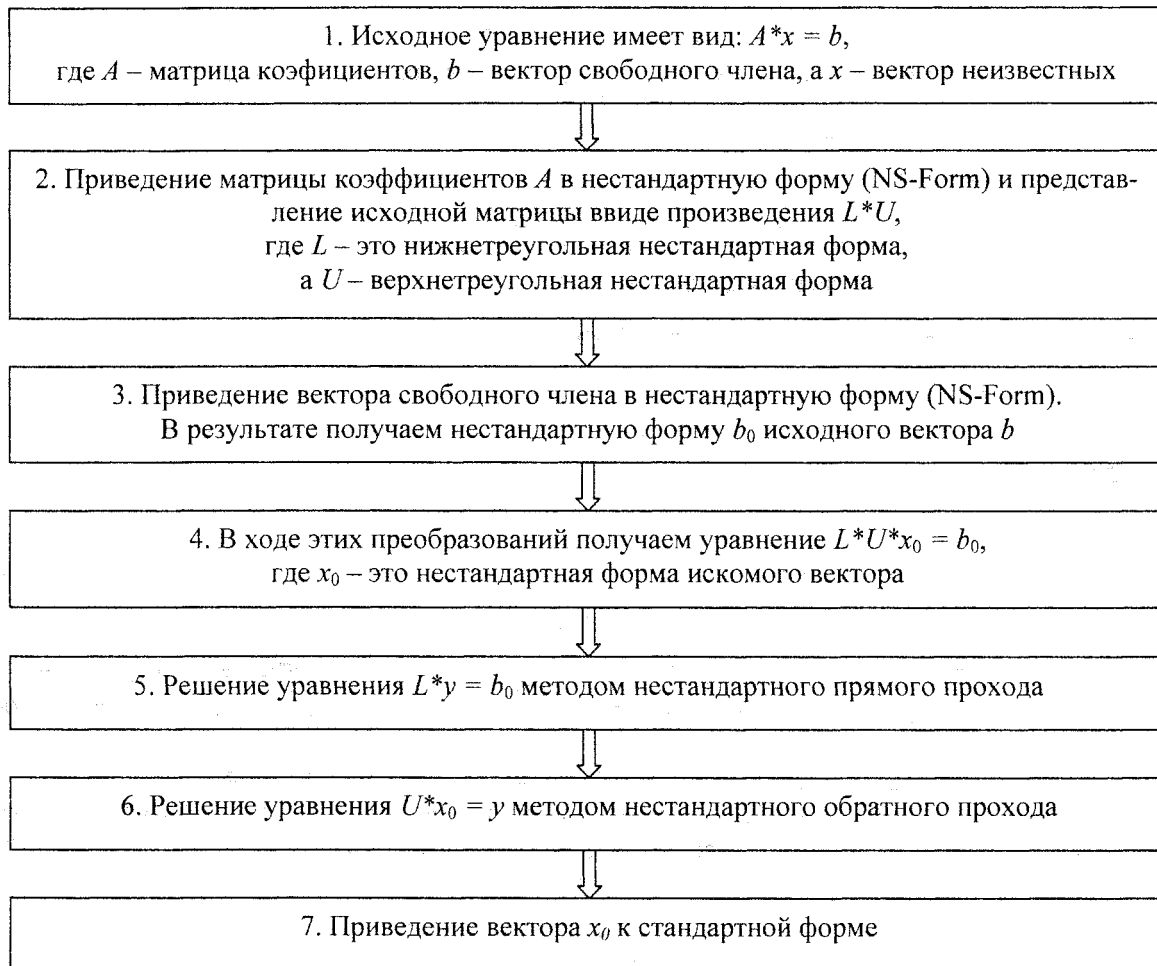 1. Исходное уравнение имеет вид: A*x = b,
где A – матрица коэфициентов, b – вектор свободного члена, а x – вектор неизвестных
2. Приведение матрицы коэффициентов A в нестандартную форму (NS-Form) и представ-
ление исходной матрицы ввиде произведения L*U,
где L – это нижнетреугольная нестандартная форма,
а U – верхнетреугольная нестандартная форма
3. Приведение вектора свободного члена в нестандартную форму (NS-Form).
В результате получаем нестандартную форму b₀ исходного вектора b
4. В ходе этих преобразований получаем уравнение L*U*x₀ = b₀,
где x₀ – это нестандартная форма искомого вектора
5. Решение уравнения L*y = b₀ методом нестандартного прямого прохода
6. Решение уравнения U*x₀ = y методом нестандартного обратного прохода
7. Приведение вектора x₀ к стандартной форме